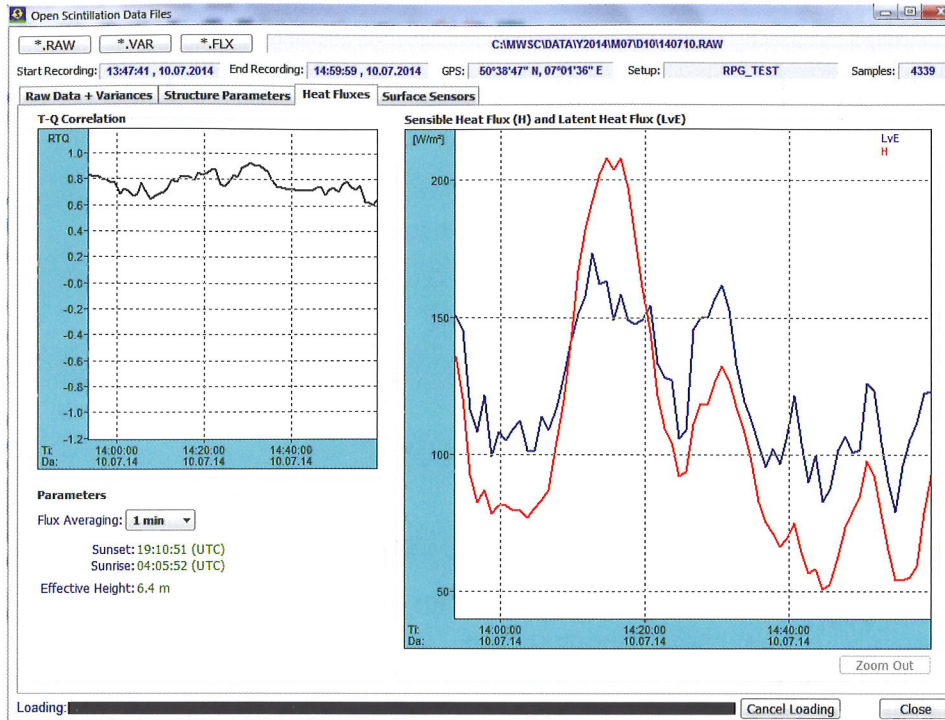 Open Scintillation Data Files
*.RAW *.VAR *.FLX C:\MWSC\DATA\Y2014\M07\D10\140710.RAW
Start Recording: 13:47:41 , 10.07.2014 End Recording: 14:59:59 , 10.07.2014 GPS: 50°38'47" N, 07°01'36" E Setup: RPG_TEST Samples: 4339
Raw Data + Variances Structure Parameters Heat Fluxes Surface Sensors
T-Q Correlation
RTQ
1.0
0.8
0.6
0.4
0.2
-0.0
-0.2
-0.4
-0.6
-0.8
-1.0
-1.2
Ti: 14:00:00 14:20:00 14:40:00
Da: 10.07.14 10.07.14 10.07.14
Parameters
Flux Averaging: 1 min
Sunset: 19:10:51 (UTC)
Sunrise: 04:05:52 (UTC)
Effective Height: 6.4 m
Sensible Heat Flux (H) and Latent Heat Flux (LvE)
[W/m²] LvE
H
200
150
100
50
Ti: 14:00:00 14:20:00 14:40:00
Da: 10.07.14 10.07.14 10.07.14
Zoom Out
Loading: Cancel Loading Close